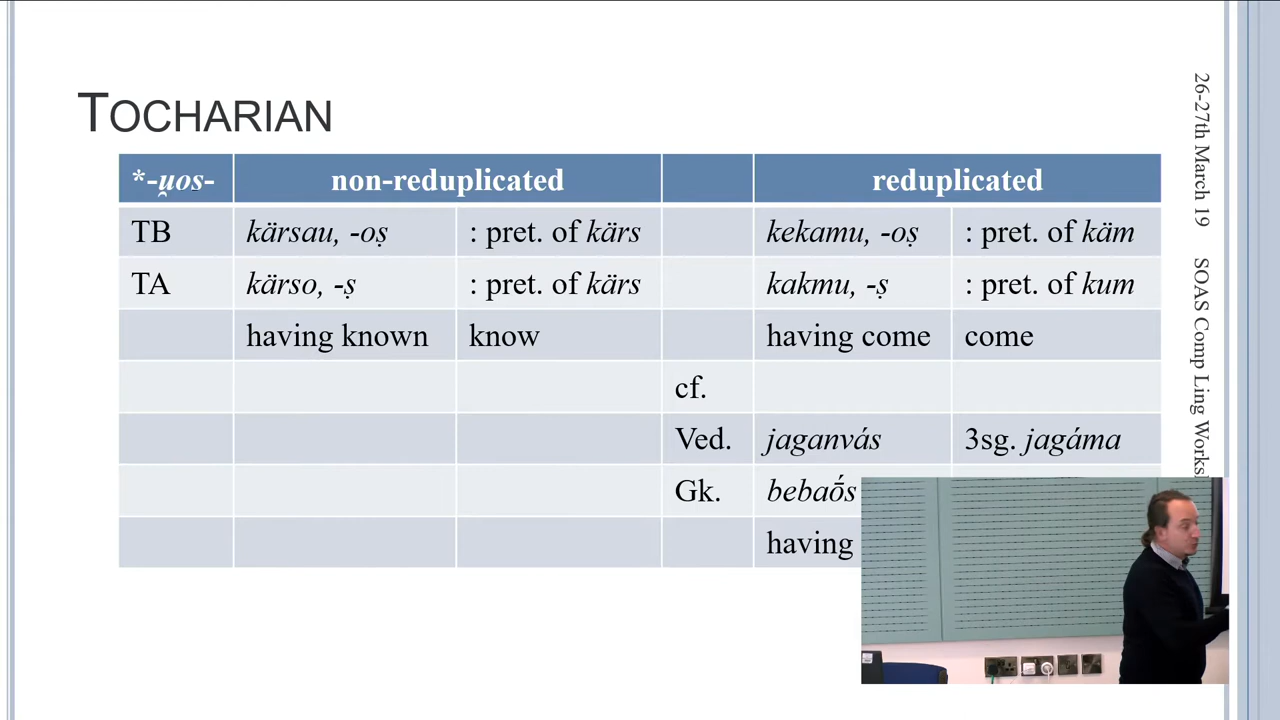 TOCHARIAN
*-u̯os- non-reduplicated reduplicated
TB kärsau, -oṣ : pret. of kärs kekamu, -oṣ : pret. of käm
TA kärso, -ṣ : pret. of kärs kakmu, -ṣ : pret. of kum
having known know having come come
cf.
Ved. jaganvás 3sg. jagáma
Gk. bebaṓs
having
26-27th March 19 SOAS Comp Ling